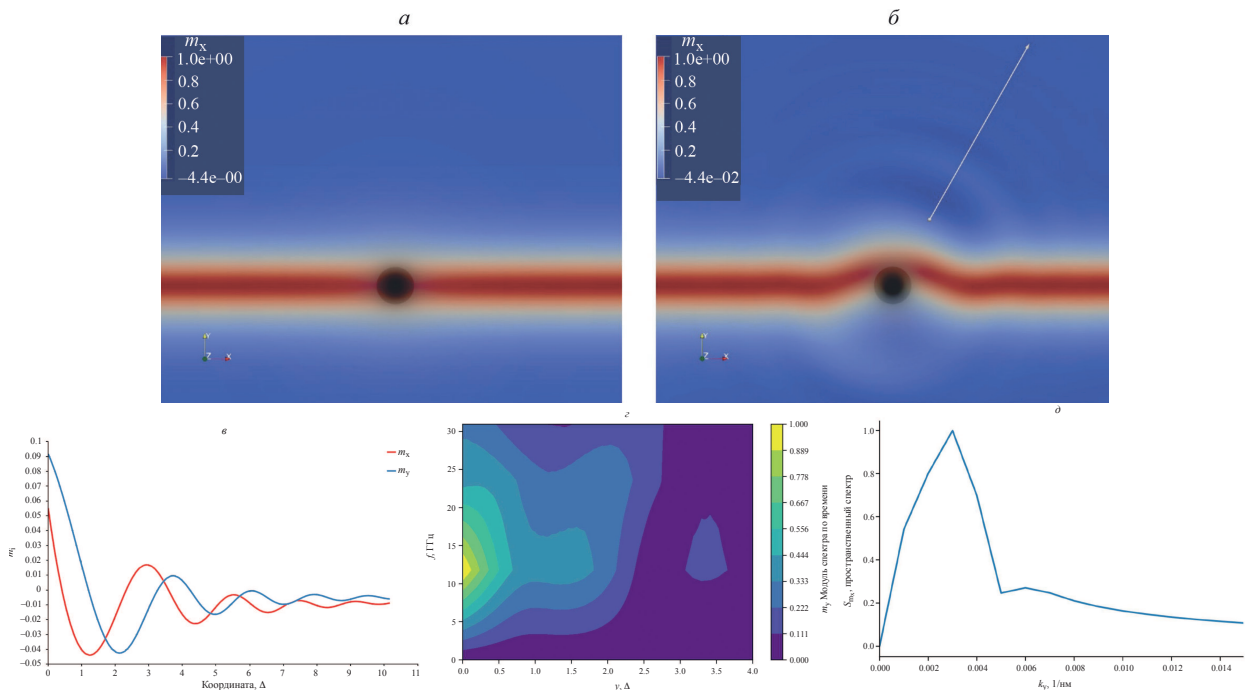 а
mx
1.0e+00
0.8
0.6
0.4
0.2
–4.4e–00
Y
Z
X
б
mx
1.0e+00
0.8
0.6
0.4
0.2
–4.4e–02
Y
Z
X
в
0.1
0.09
0.08
0.07
0.06
0.05
0.04
0.03
0.02
0.01
0
–0.01
–0.02
–0.03
–0.04
–0.05
mi
mx
my
0 1 2 3 4 5 6 7 8 9 10 11
Координата, Δ
г
30
25
20
15
10
5
0
f, ГГц
0.0 0.5 1.0 1.5 2.0 2.5 3.0 3.5 4.0
y, Δ
1.000
0.889
0.778
0.667
0.556
0.444
0.333
0.222
0.111
0.000
my Модуль спектра по времени
д
1.0
0.8
0.6
0.4
0.2
0.0
Smx, пространственный спектр
0.000 0.002 0.004 0.006 0.008 0.010 0.012 0.014
ky, 1/нм